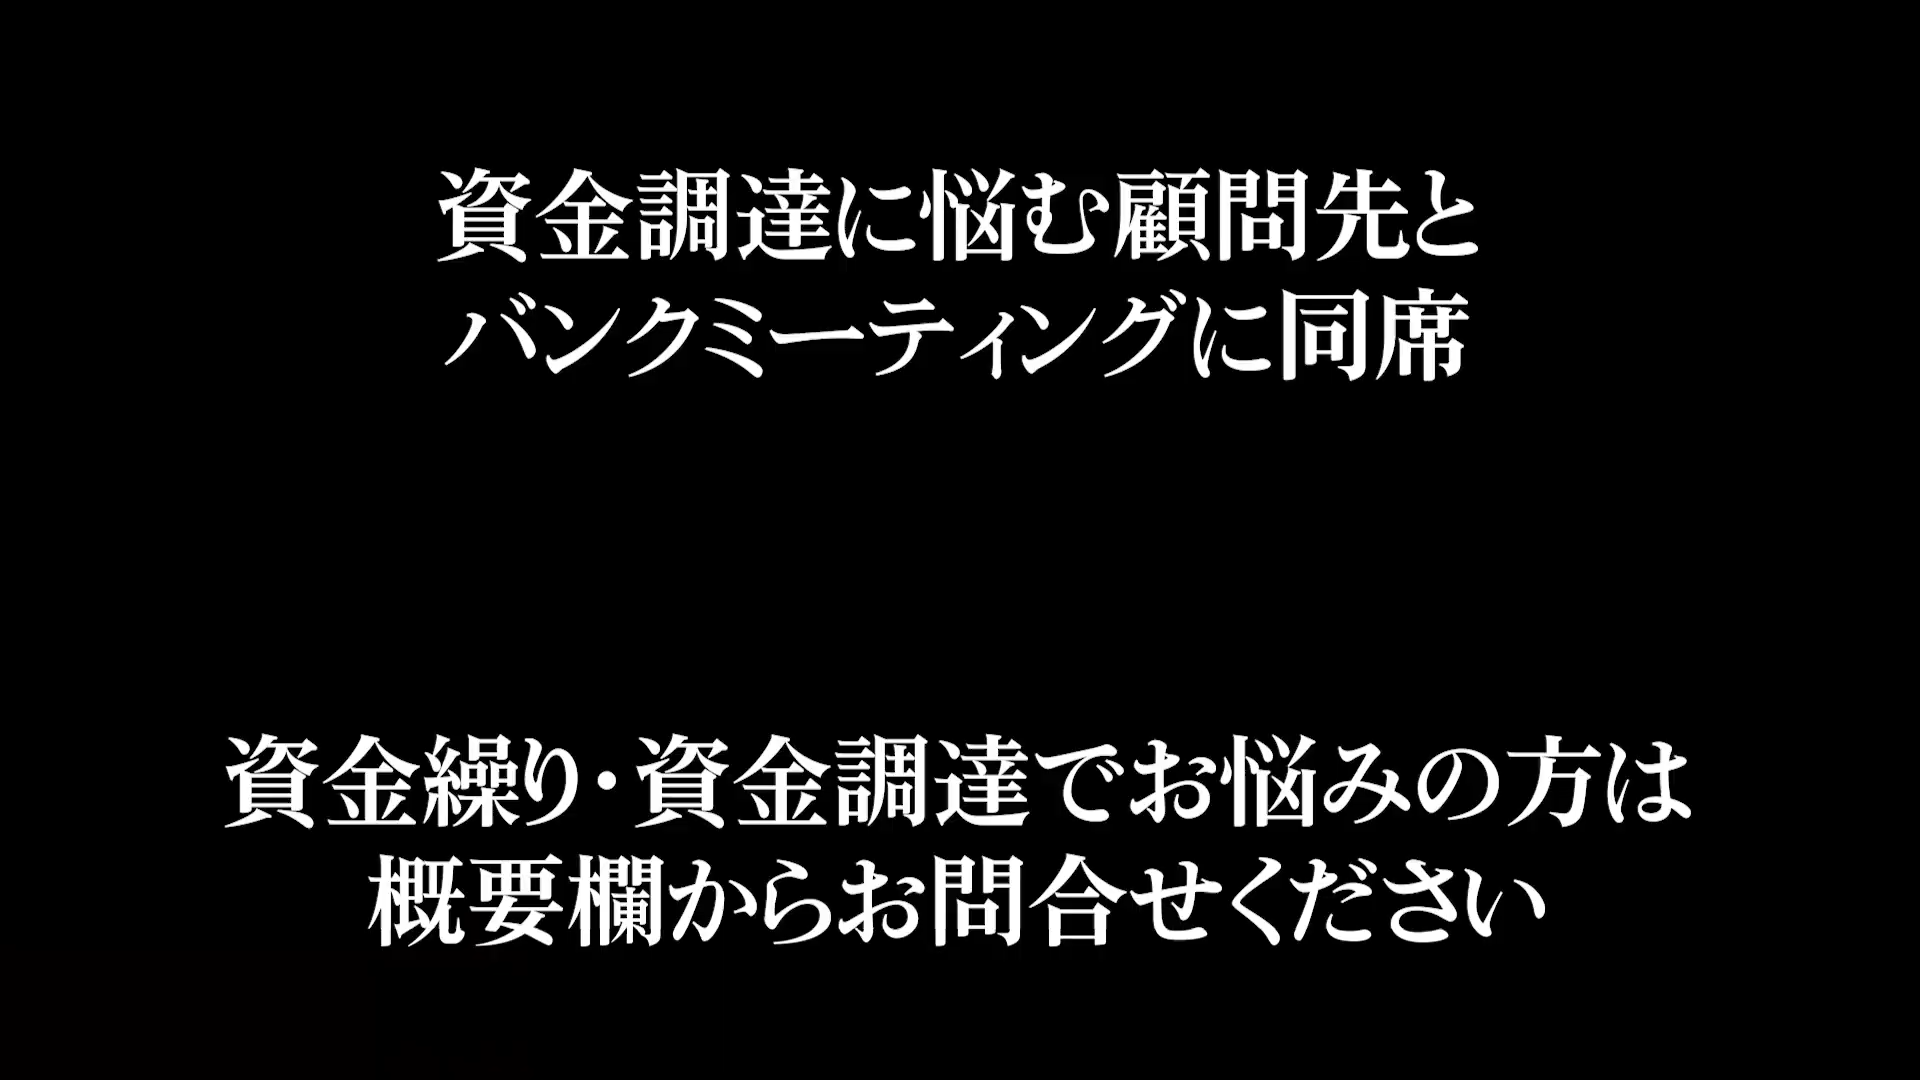 資金調達に悩む顧問先と
バンクミーティングに同席
資金繰り・資金調達でお悩みの方は
概要欄からお問合せください